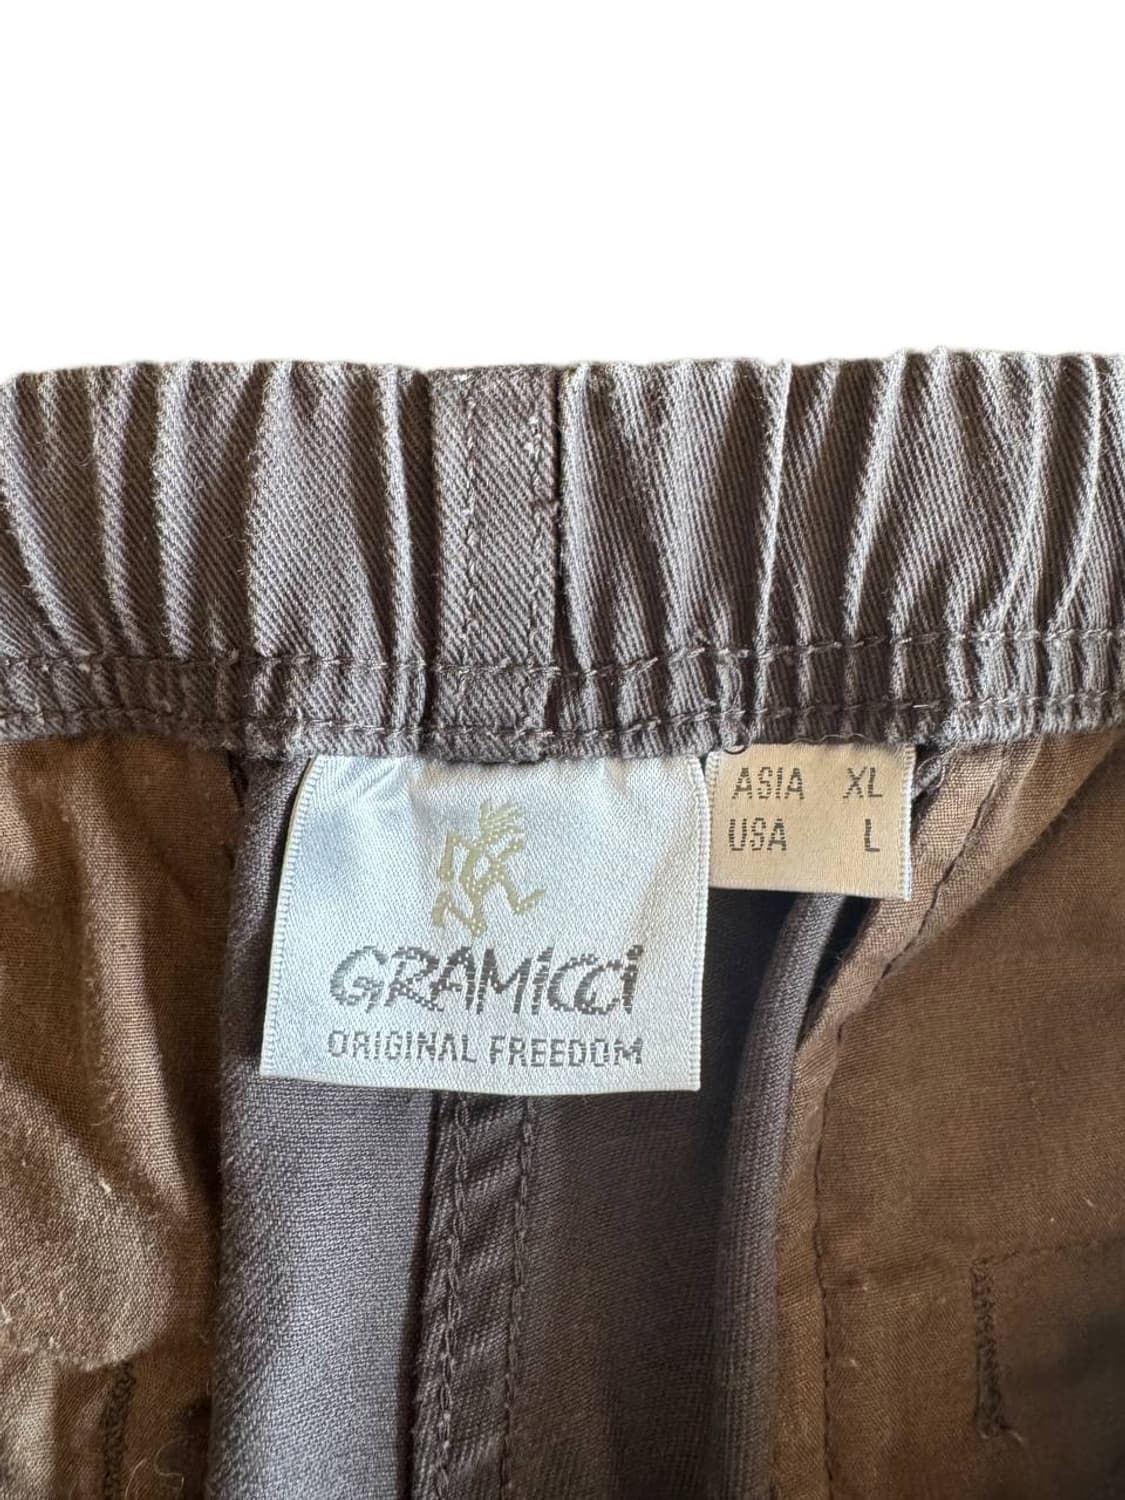 GRAMICCI
ORIGINAL FREEDOM
ASIA XL
USA L